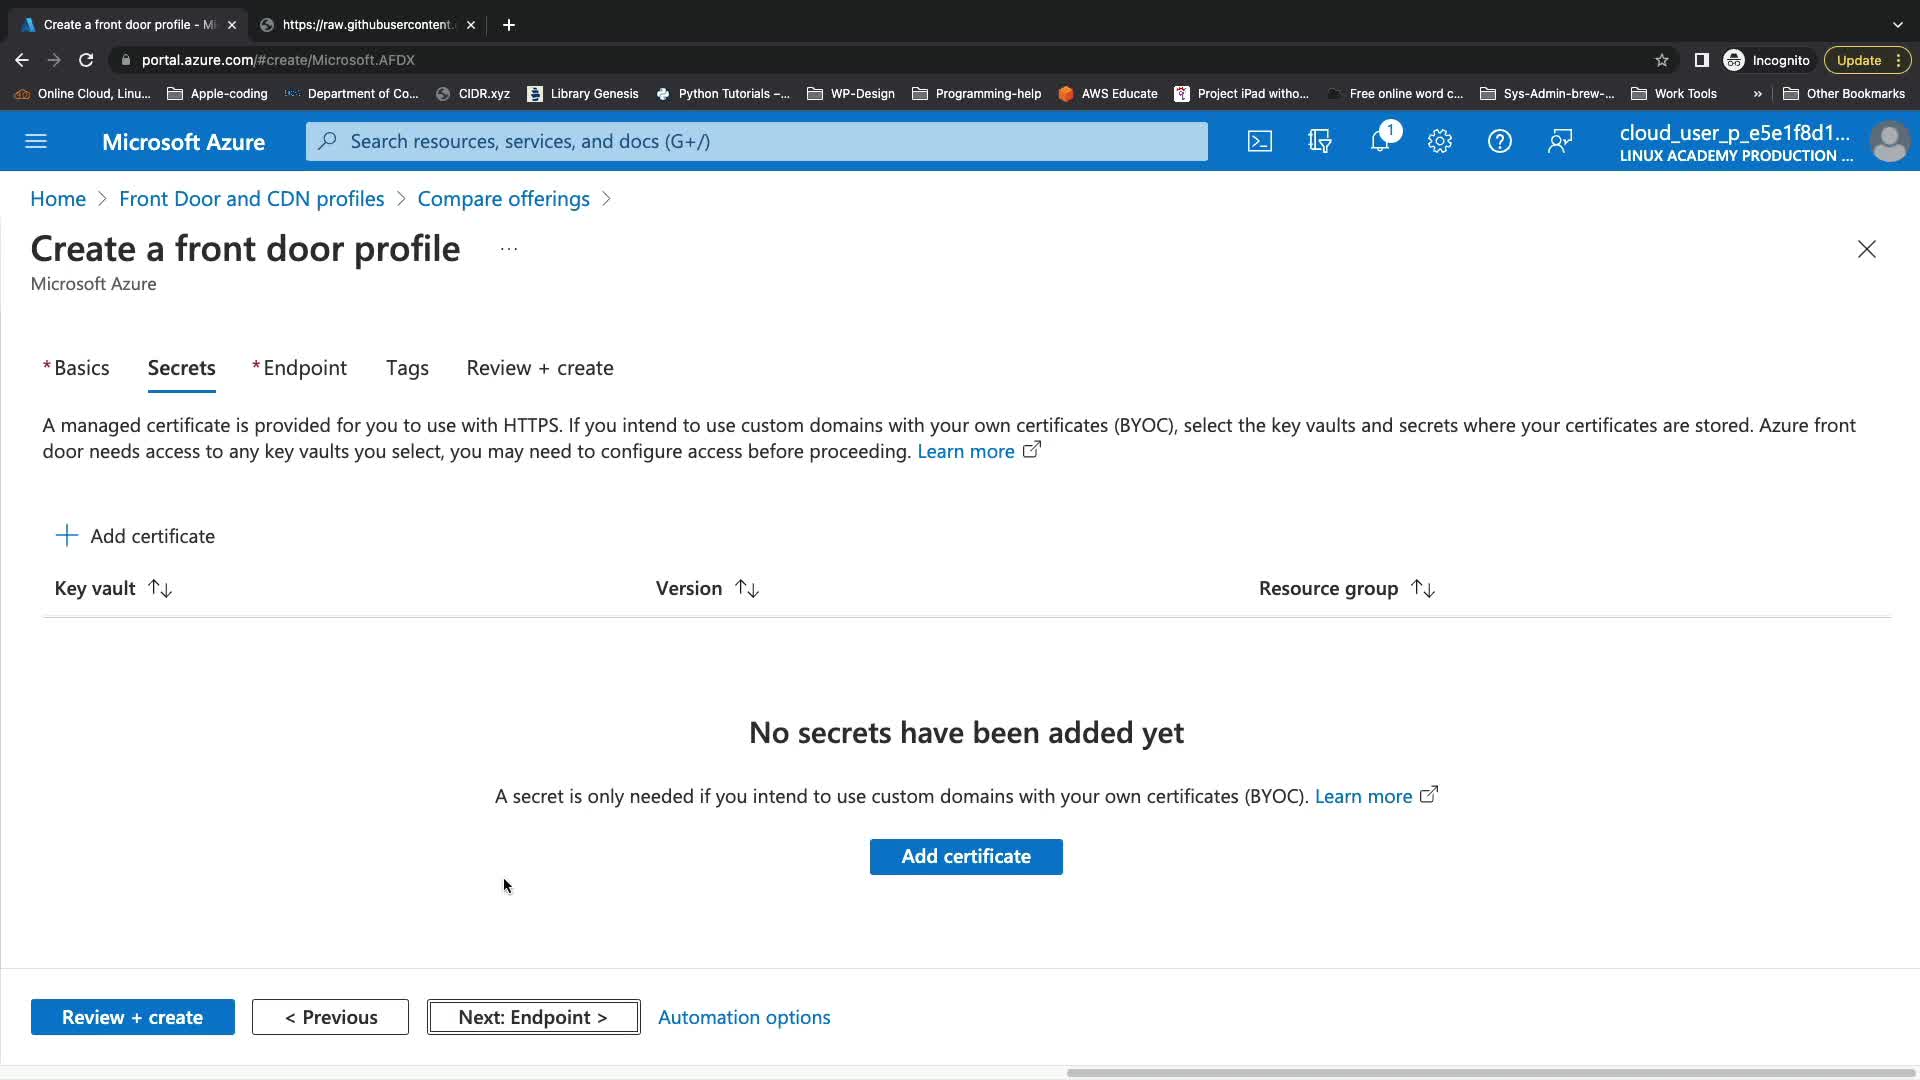 Create a front door profile - Mi
https://raw.githubusercontent.
portal.azure.com/#create/Microsoft.AFDX
Incognito
Update
Online Cloud, Linu...
Apple-coding
Department of Co...
CIDR.xyz
Library Genesis
Python Tutorials –...
WP-Design
Programming-help
AWS Educate
Project iPad witho...
Free online word c...
Sys-Admin-brew-...
Work Tools
»
Other Bookmarks
Microsoft Azure
Search resources, services, and docs (G+/)
1
cloud_user_p_e5e1f8d1...
LINUX ACADEMY PRODUCTION ...
Home > Front Door and CDN profiles > Compare offerings >
Create a front door profile ...
Microsoft Azure
* Basics
Secrets
* Endpoint
Tags
Review + create
A managed certificate is provided for you to use with HTTPS. If you intend to use custom domains with your own certificates (BYOC), select the key vaults and secrets where your certificates are stored. Azure front
door needs access to any key vaults you select, you may need to configure access before proceeding. Learn more
Add certificate
Key vault
Version
Resource group
No secrets have been added yet
A secret is only needed if you intend to use custom domains with your own certificates (BYOC). Learn more
Add certificate
Review + create
< Previous
Next: Endpoint >
Automation options